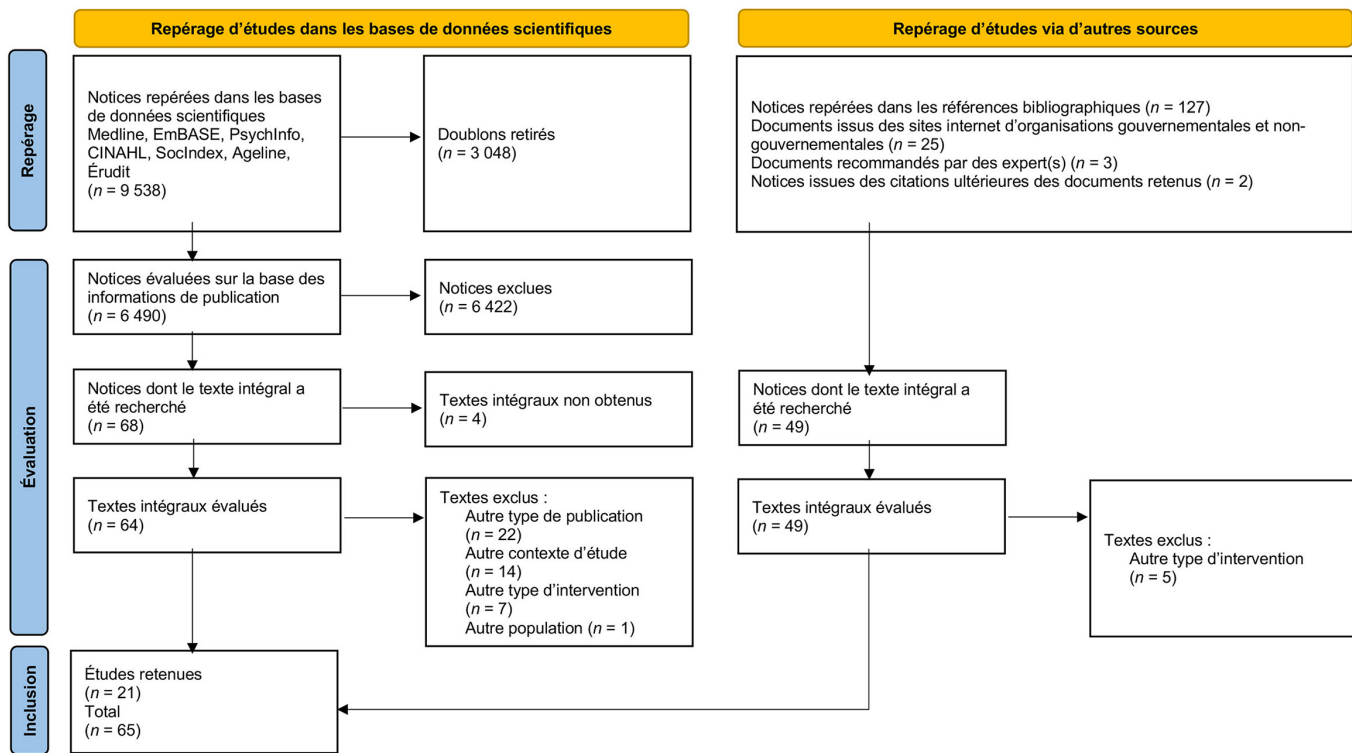 Repérage d’études dans les bases de données scientifiques
Repérage d’études via d’autres sources
Repérage
Notices repérées dans les bases
de données scientifiques
Medline, EmBASE, PsychInfo,
CINAHL, SocIndex, Ageline,
Érudit
(n = 9 538)
Doublons retirés
(n = 3 048)
Notices repérées dans les références bibliographiques (n = 127)
Documents issus des sites internet d’organisations gouvernementales et non-
gouvernementales (n = 25)
Documents recommandés par des expert(s) (n = 3)
Notices issues des citations ultérieures des documents retenus (n = 2)
Évaluation
Notices évaluées sur la base des
informations de publication
(n = 6 490)
Notices exclues
(n = 6 422)
Notices dont le texte intégral a
été recherché
(n = 68)
Textes intégraux non obtenus
(n = 4)
Notices dont le texte intégral a
été recherché
(n = 49)
Textes intégraux évalués
(n = 64)
Textes exclus :
Autre type de publication
(n = 22)
Autre contexte d’étude
(n = 14)
Autre type d’intervention
(n = 7)
Autre population (n = 1)
Textes intégraux évalués
(n = 49)
Textes exclus :
Autre type d’intervention
(n = 5)
Inclusion
Études retenues
(n = 21)
Total
(n = 65)